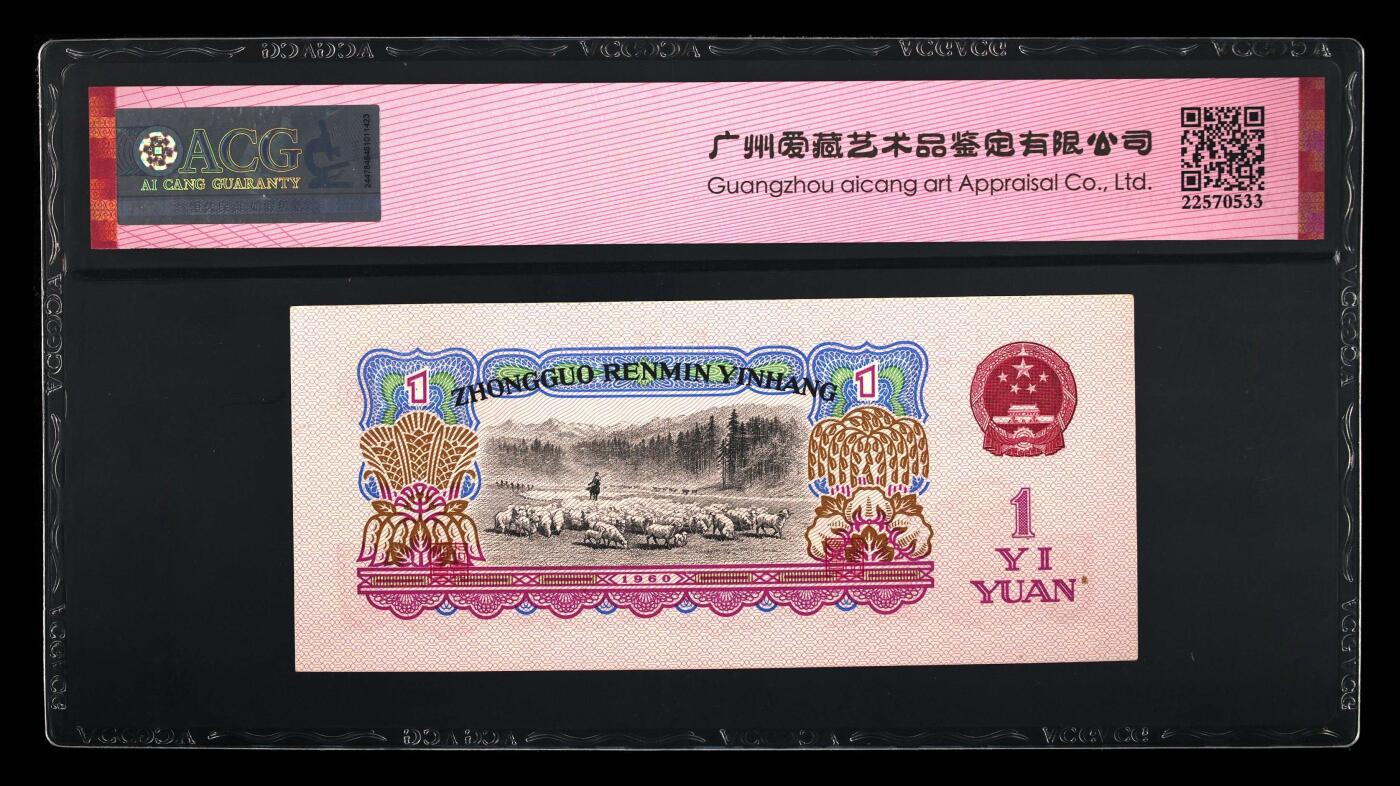 ACG
AI CANG GUARANTY
广州爱藏艺术品鉴定有限公司
Guangzhou aicang art Appraisal Co., Ltd.
22570533
1
ZHONGGUO RENMIN YINHANG
1
1960
1
YI
YUAN